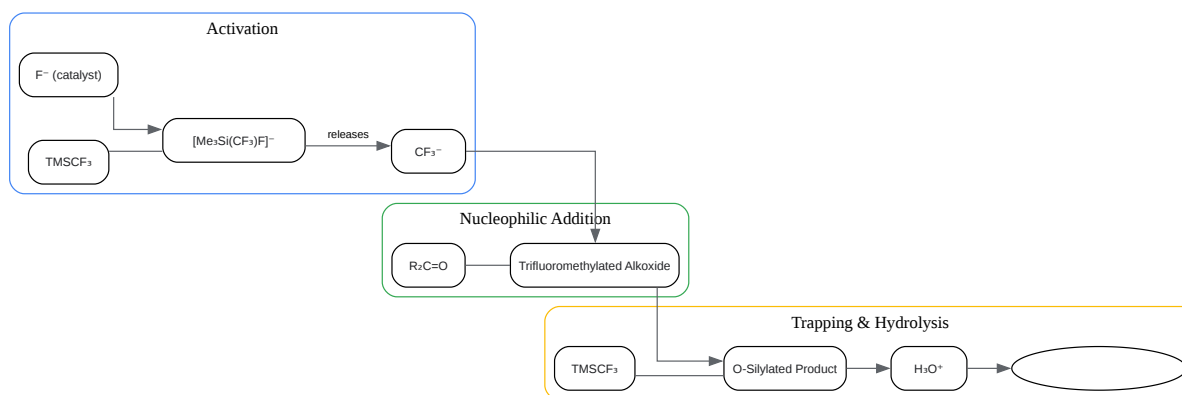 Activation
F⁻ (catalyst)
[Me₃Si(CF₃)F]⁻
releases
CF₃⁻
TMSCF₃
Nucleophilic Addition
R₂C=O
Trifluoromethylated Alkoxide
Trapping & Hydrolysis
TMSCF₃
O-Silylated Product
H₃O⁺